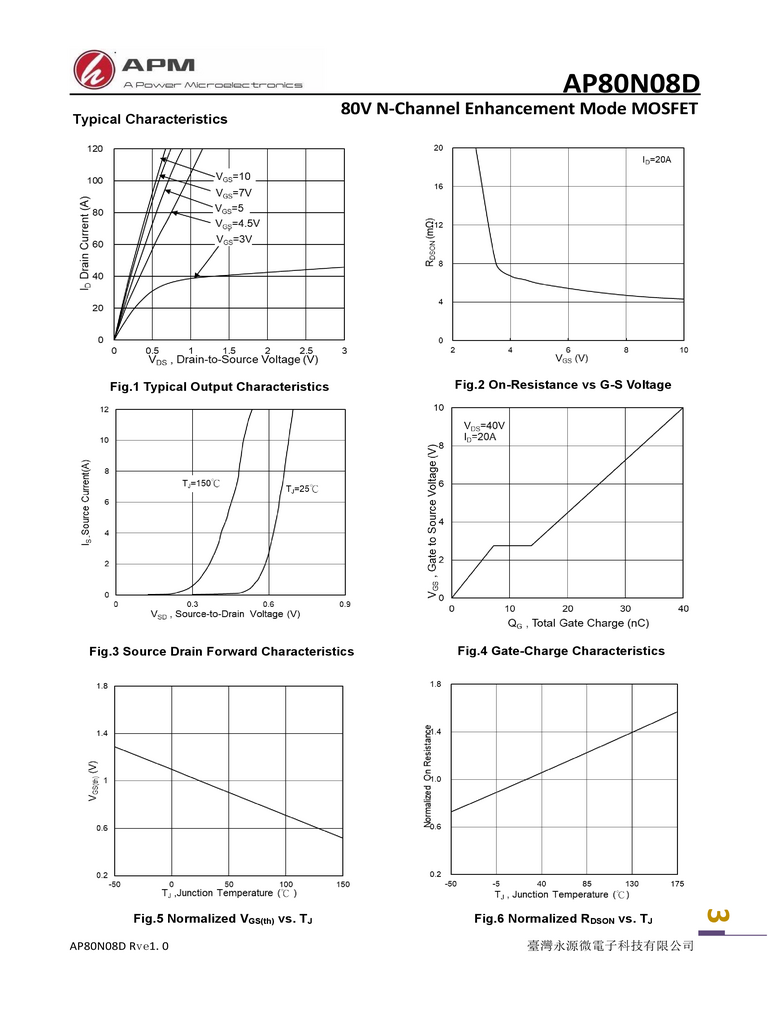 APM
A Power Microelectronics
AP80N08D
80V N-Channel Enhancement Mode MOSFET
Typical Characteristics
120
100
80
60
40
20
0
0 0.5 1 1.5 2 2.5 3
ID Drain Current (A)
VDS , Drain-to-Source Voltage (V)
VGS=10
VGS=7V
VGS=5
VGS=4.5V
VGS=3V
Fig.1 Typical Output Characteristics
20
16
12
8
4
0
2 4 6 8 10
RDSON (mΩ)
VGS (V)
ID=20A
Fig.2 On-Resistance vs G-S Voltage
12
10
8
6
4
2
0
0 0.3 0.6 0.9
IS,Source Current(A)
VSD , Source-to-Drain Voltage (V)
TJ=150℃
TJ=25℃
Fig.3 Source Drain Forward Characteristics
10
8
6
4
2
0
0 10 20 30 40
VGS , Gate to Source Voltage (V)
QG , Total Gate Charge (nC)
VDS=40V
ID=20A
Fig.4 Gate-Charge Characteristics
1.8
1.4
1
0.6
0.2
-50 0 50 100 150
VGS(th) (V)
TJ ,Junction Temperature (℃ )
Fig.5 Normalized VGS(th) vs. TJ
1.8
1.4
1.0
0.6
0.2
-50 -5 40 85 130 175
Normalized On Resistance
TJ , Junction Temperature (℃)
Fig.6 Normalized RDSON vs. TJ
3
AP80N08D Rve1. 0
臺灣永源微電子科技有限公司